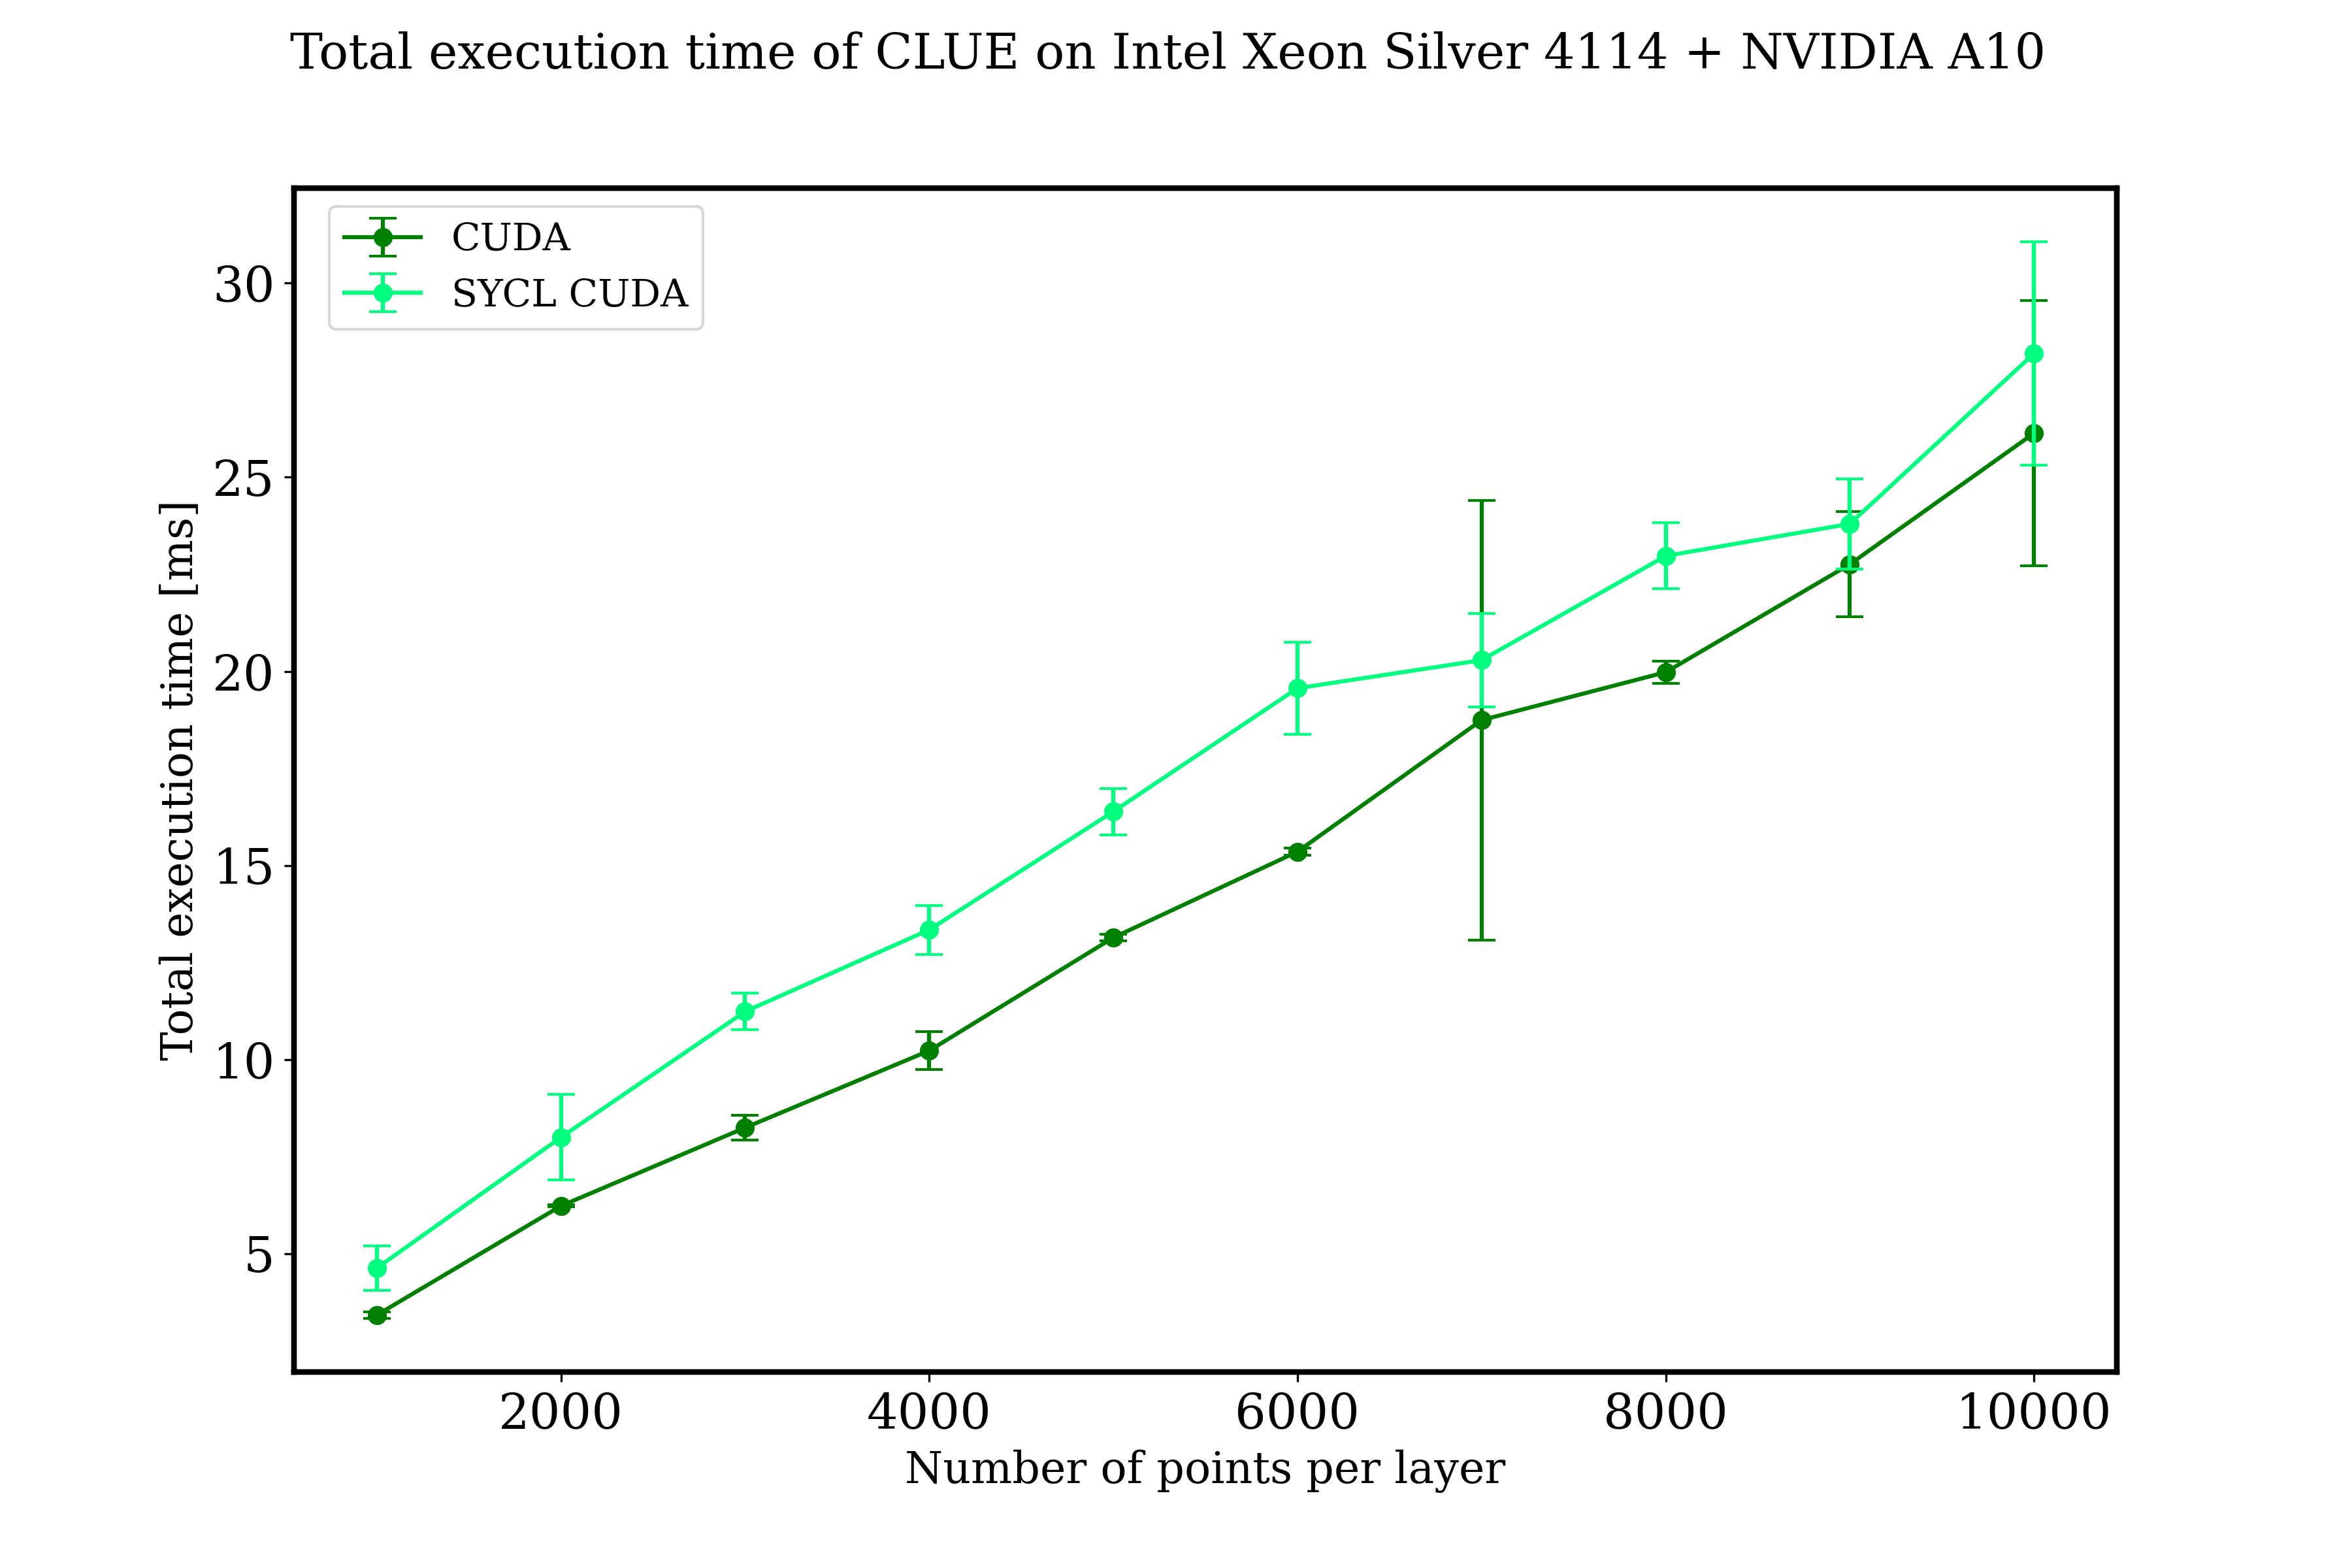 Total execution time of CLUE on Intel Xeon Silver 4114 + NVIDIA A10
CUDA
SYCL CUDA
Total execution time [ms]
30
25
20
15
10
5
2000 4000 6000 8000 10000
Number of points per layer